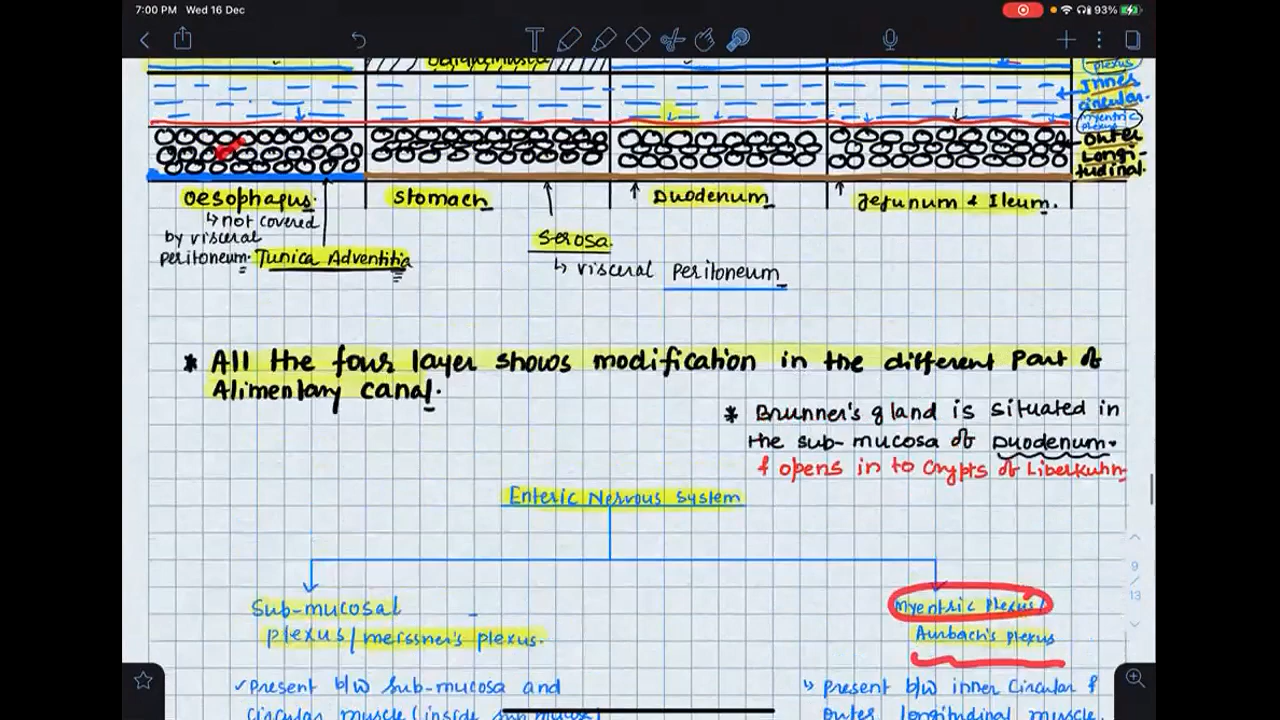 7:00 PM Wed 16 Dec
93%
plexus
Inner
circular.
myentric
plexus
outer
Longi-
tudinal.
Oesophagus.
↳ not covered
by visceral
peritoneum.
Tunica Adventitia
Stomach
Serosa
↳ visceral peritoneum
Duodenum
Jejunum & Ileum.
* All the four layer shows modification in the different Part of
Alimentary canal.
* Brunner's gland is situated in
the sub-mucosa of Duodenum.
& opens in to Crypts of Liberkuhn
Enteric Nervous System
Sub-mucosal
plexus/meissner's plexus.
✓Present b/w Sub-mucosa and
Myentric plexus/
Aurbach's plexus
↳ Present b/w inner Circular &
outer longitudinal muscle.
9
/
13